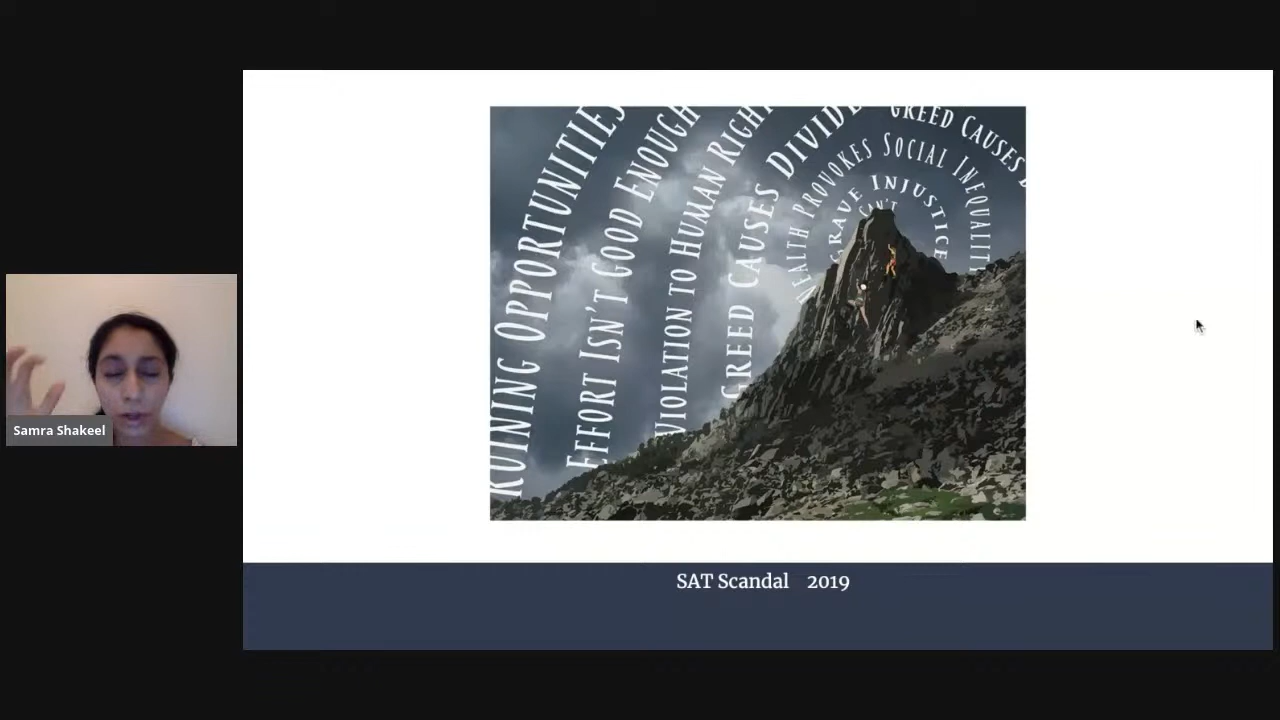 RUINING OPPORTUNITIES
EFFORT ISN'T GOOD ENOUGH
VIOLATION TO HUMAN RIGH
GREED CAUSES DIVIDE
GREED CAUSES
WEALTH PROVOKES SOCIAL INEQUALIT
GRAVE INJUSTICE
CAN'T
Samra Shakeel
SAT Scandal 2019